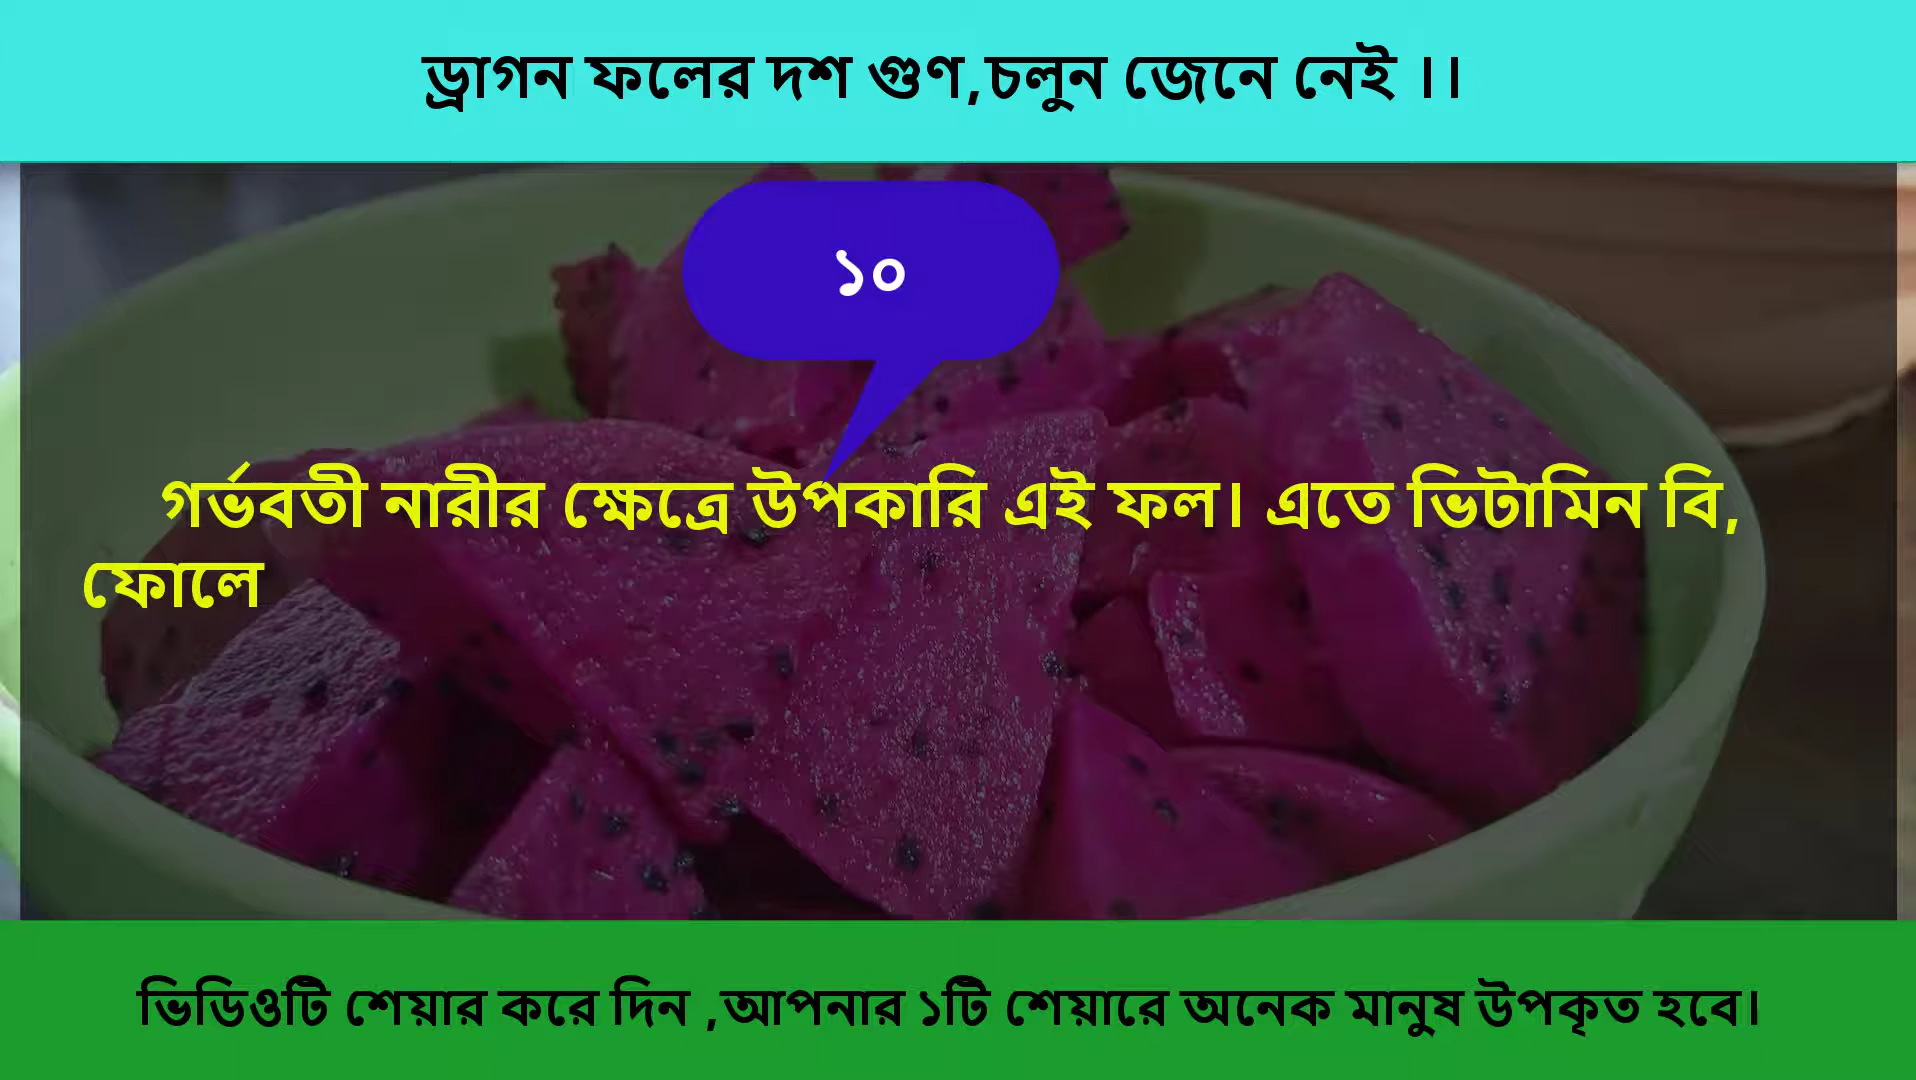 ড্রাগন ফলের দশ গুণ,চলুন জেনে নেই ।।
১০
গর্ভবতী নারীর ক্ষেত্রে উপকারি এই ফল। এতে ভিটামিন বি,
ফোলে
ভিডিওটি শেয়ার করে দিন ,আপনার ১টি শেয়ারে অনেক মানুষ উপকৃত হবে।